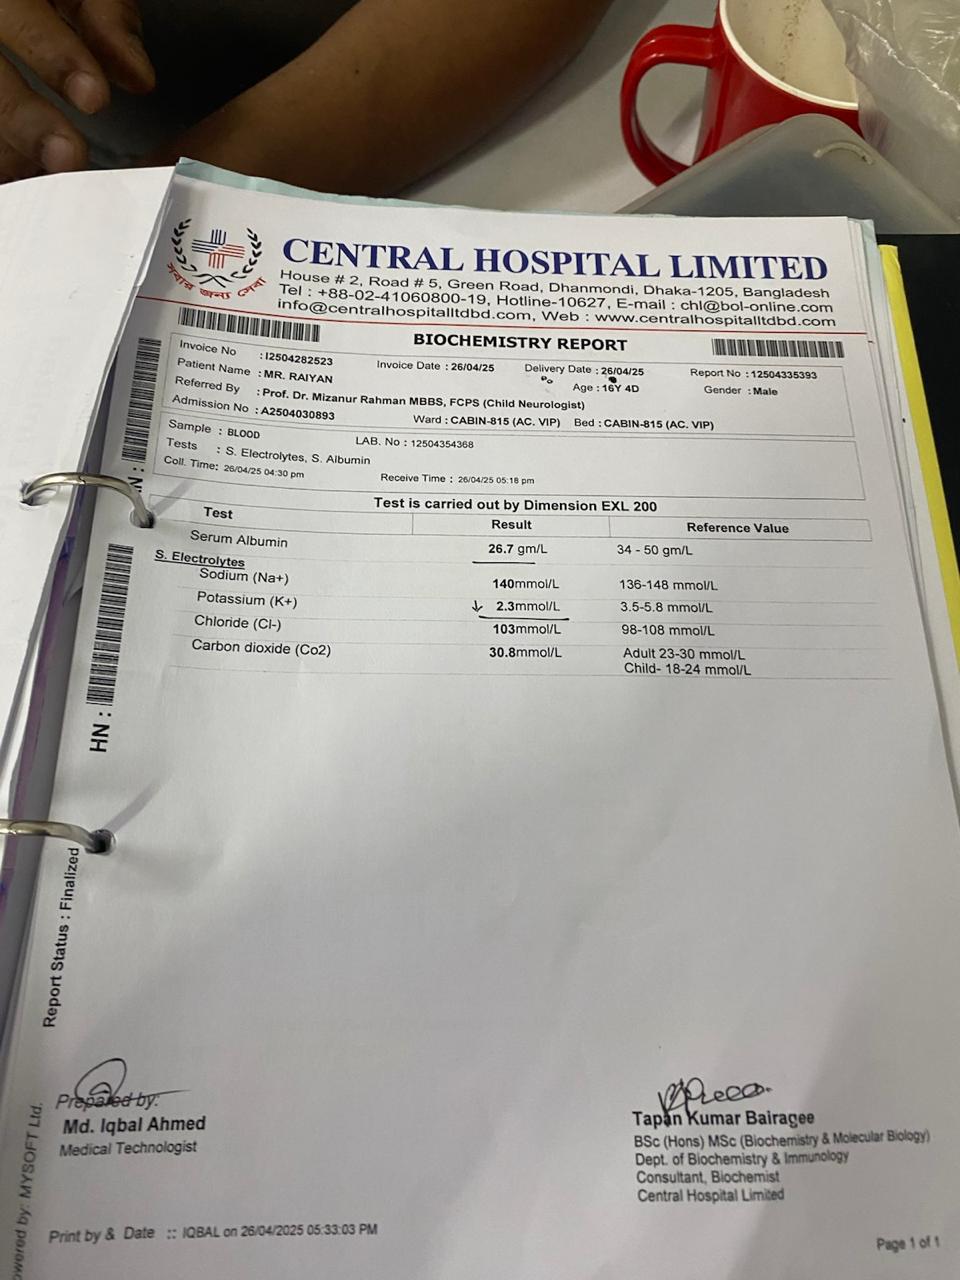 সবার জন্য সেবা
CENTRAL HOSPITAL LIMITED
House # 2, Road # 5, Green Road, Dhanmondi, Dhaka-1205, Bangladesh
Tel : +88-02-41060800-19, Hotline-10627, E-mail : chl@bol-online.com
info@centralhospitalltdbd.com, Web : www.centralhospitalltdbd.com
BIOCHEMISTRY REPORT
Invoice No : I2504282523 Invoice Date : 26/04/25 Delivery Date : 26/04/25 Report No : 12504335393
Patient Name : MR. RAIYAN Age : 16Y 4D Gender : Male
Referred By : Prof. Dr. Mizanur Rahman MBBS, FCPS (Child Neurologist)
Admission No : A2504030893 Ward : CABIN-815 (AC. VIP) Bed : CABIN-815 (AC. VIP)
Sample : BLOOD LAB. No : 12504354368
Tests : S. Electrolytes, S. Albumin
Coll. Time: 26/04/25 04:30 pm Receive Time : 26/04/25 05:18 pm
Test is carried out by Dimension EXL 200
Test Result Reference Value
Serum Albumin 26.7 gm/L 34 - 50 gm/L
S. Electrolytes
Sodium (Na+) 140mmol/L 136-148 mmol/L
Potassium (K+) ↓ 2.3mmol/L 3.5-5.8 mmol/L
Chloride (Cl-) 103mmol/L 98-108 mmol/L
Carbon dioxide (Co2) 30.8mmol/L Adult 23-30 mmol/L
Child- 18-24 mmol/L
N :
HN :
Report Status : Finalized
owered by: MYSOFT Ltd.
Prepared by:
Md. Iqbal Ahmed
Medical Technologist
Tapan Kumar Bairagee
BSc (Hons) MSc (Biochemistry & Molecular Biology)
Dept. of Biochemistry & Immunology
Consultant, Biochemist
Central Hospital Limited
Print by & Date :: IQBAL on 26/04/2025 05:33:03 PM
Page 1 of 1